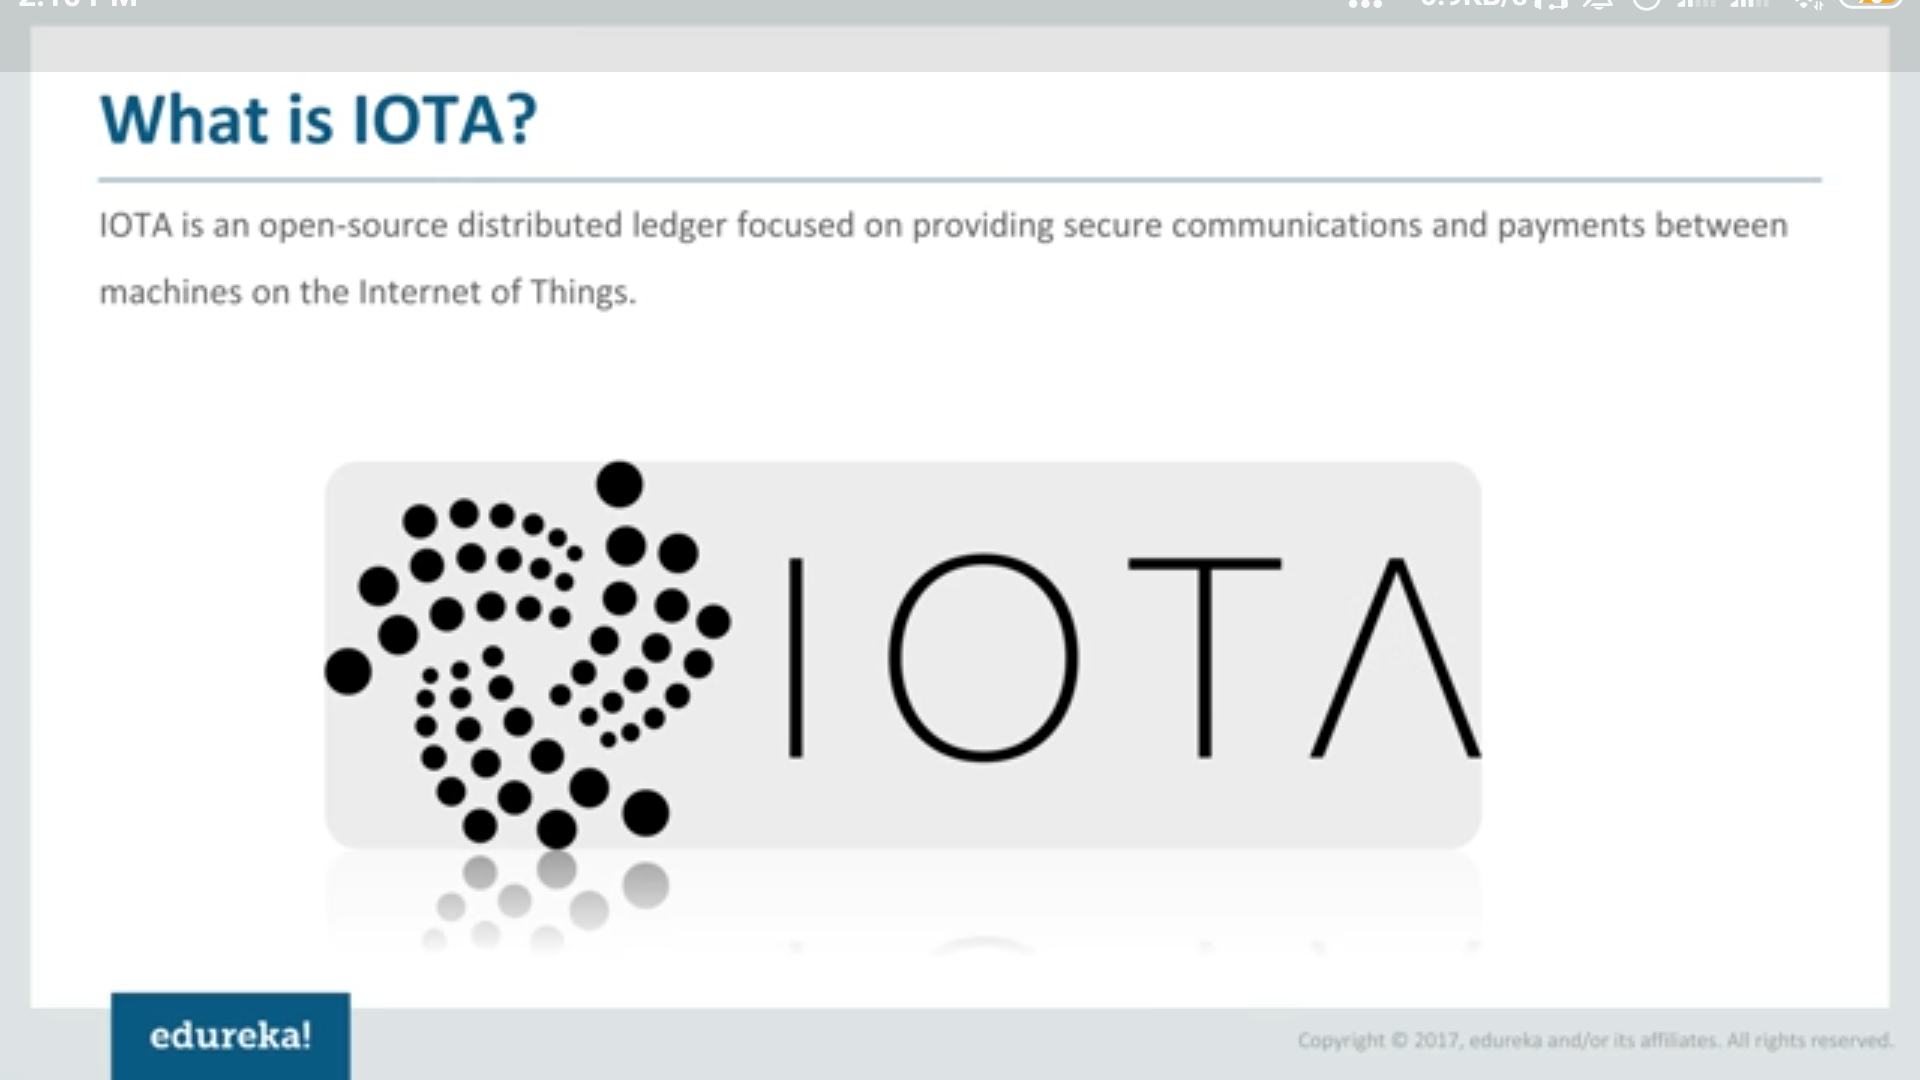 What is IOTA?
IOTA is an open-source distributed ledger focused on providing secure communications and payments between
machines on the Internet of Things.
IOTA
edureka!
Copyright © 2017, edureka and/or its affiliates. All rights reserved.